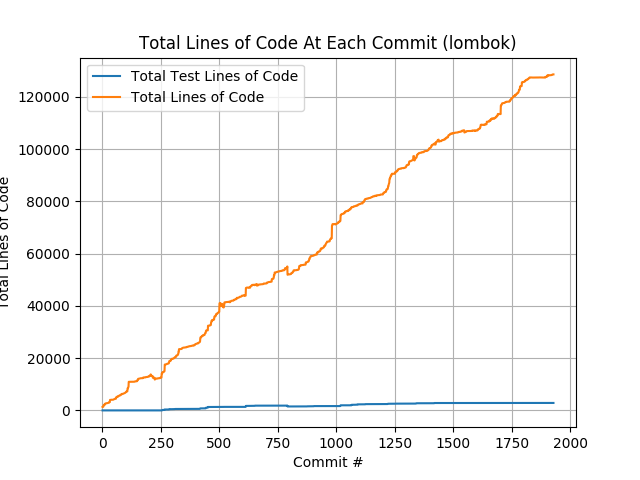 Total Lines of Code At Each Commit (lombok)
Total Test Lines of Code
Total Lines of Code
120000
100000
80000
60000
40000
20000
0
Total Lines of Code
0 250 500 750 1000 1250 1500 1750 2000
Commit #